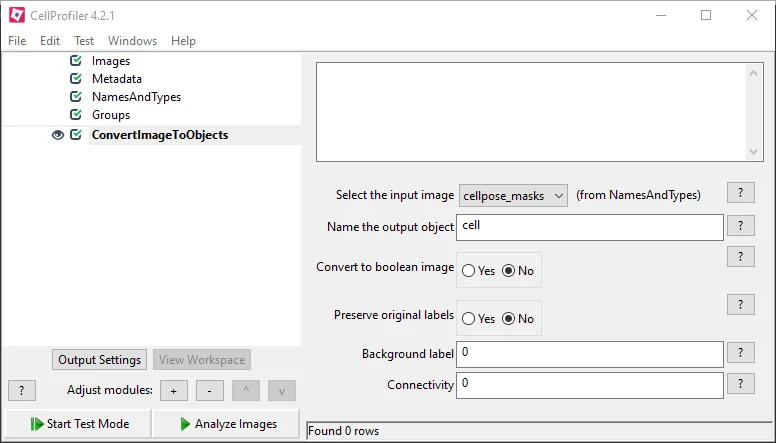 CellProfiler 4.2.1
File Edit Test Windows Help
Images
Metadata
NamesAndTypes
Groups
ConvertImageToObjects
Select the input image cellpose_masks (from NamesAndTypes) ?
Name the output object cell ?
Convert to boolean image Yes No ?
Preserve original labels Yes No ?
Background label 0 ?
Connectivity 0 ?
Output Settings View Workspace
? Adjust modules: + - ^ v
Start Test Mode Analyze Images
Found 0 rows